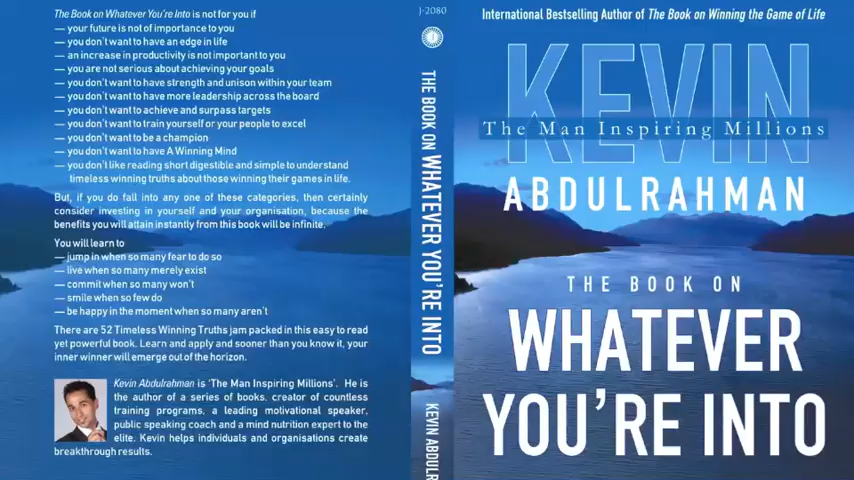 The Book on Whatever You're Into is not for you if
— your future is not of importance to you
— you don't want to have an edge in life
— an increase in productivity is not important to you
— you are not serious about achieving your goals
— you don't want to have strength and unison within your team
— you don't want to have more leadership across the board
— you don't want to achieve and surpass targets
— you don't want to train yourself or your people to excel
— you don't want to be a champion
— you don't want to have A Winning Mind
— you don't like reading short digestible and simple to understand
timeless winning truths about those winning their games in life.
But, if you do fall into any one of these categories, then certainly
consider investing in yourself and your organisation, because the
benefits you will attain instantly from this book will be infinite.
You will learn to
— jump in when so many fear to do so
— live when so many merely exist
— commit when so many won't
— smile when so few do
— be happy in the moment when so many aren't
There are 52 Timeless Winning Truths jam packed in this easy to read
yet powerful book. Learn and apply and sooner than you know it, your
inner winner will emerge out of the horizon.
Kevin Abdulrahman is 'The Man Inspiring Millions'. He is
the author of a series of books, creator of countless
training programs, a leading motivational speaker,
public speaking coach and a mind nutrition expert to the
elite. Kevin helps individuals and organisations create
breakthrough results.
J-2080
THE BOOK ON WHATEVER YOU'RE INTO
KEVIN ABDULR
International Bestselling Author of The Book on Winning the Game of Life
KEVIN
The Man Inspiring Millions
ABDULRAHMAN
THE BOOK ON
WHATEVER
YOU'RE INTO